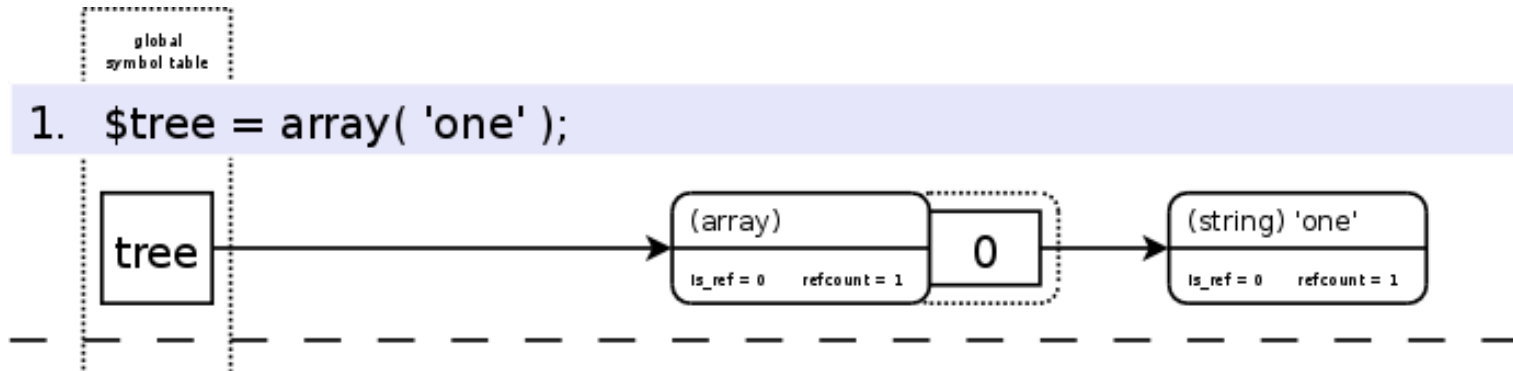 global
symbol table
1. $tree = array( 'one' );
tree
(array)
is_ref = 0 refcount = 1
0
(string) 'one'
is_ref = 0 refcount = 1